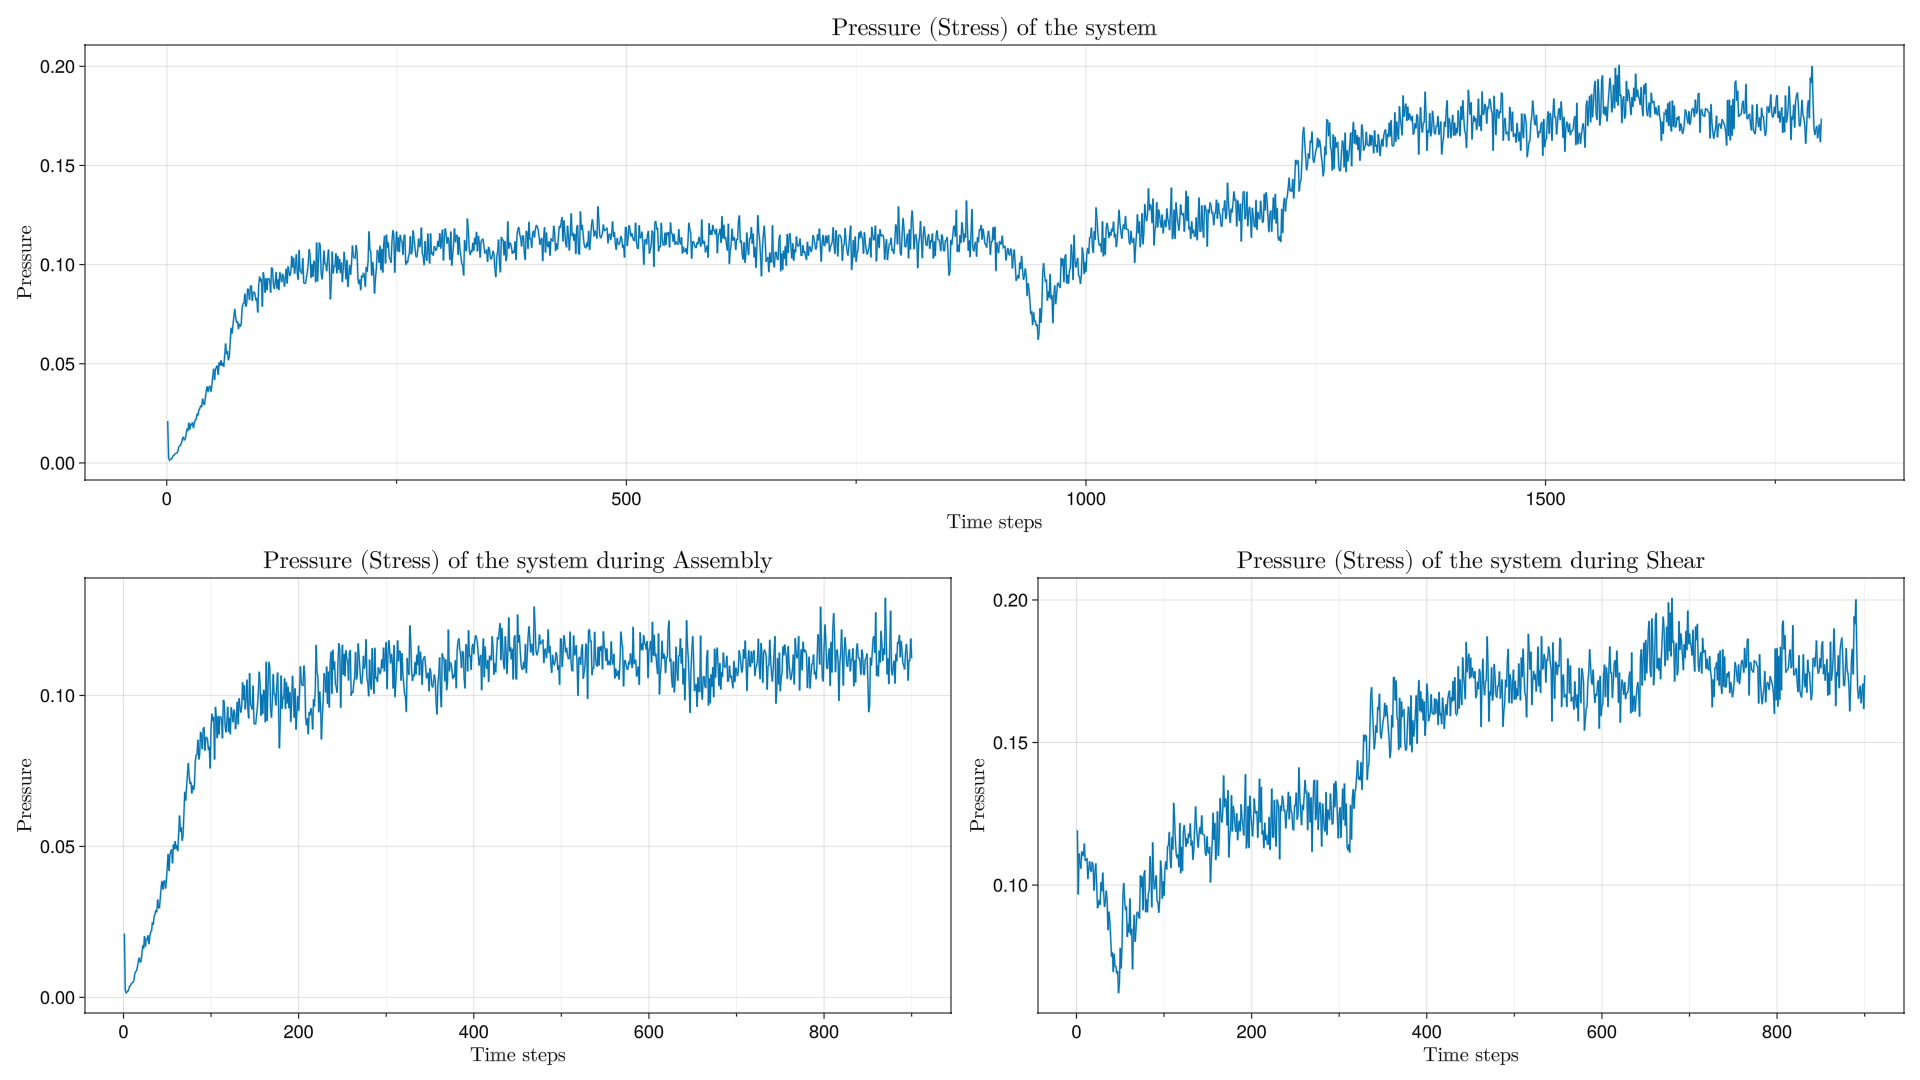 Pressure (Stress) of the system
0.20
0.15
0.10
0.05
0.00
Pressure
0 500 1000 1500
Time steps
Pressure (Stress) of the system during Assembly
0.10
0.05
0.00
Pressure
0 200 400 600 800
Time steps
Pressure (Stress) of the system during Shear
0.20
0.15
0.10
Pressure
0 200 400 600 800
Time steps